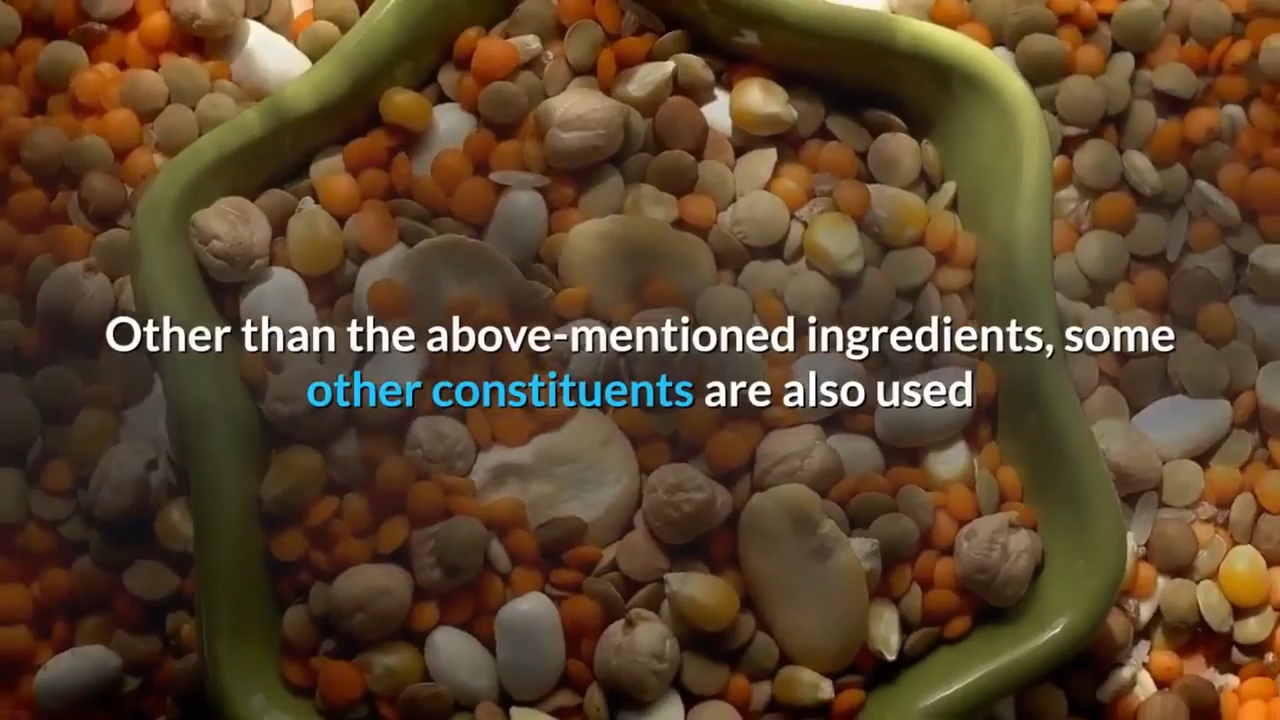 Other than the above-mentioned ingredients, some
other constituents are also used